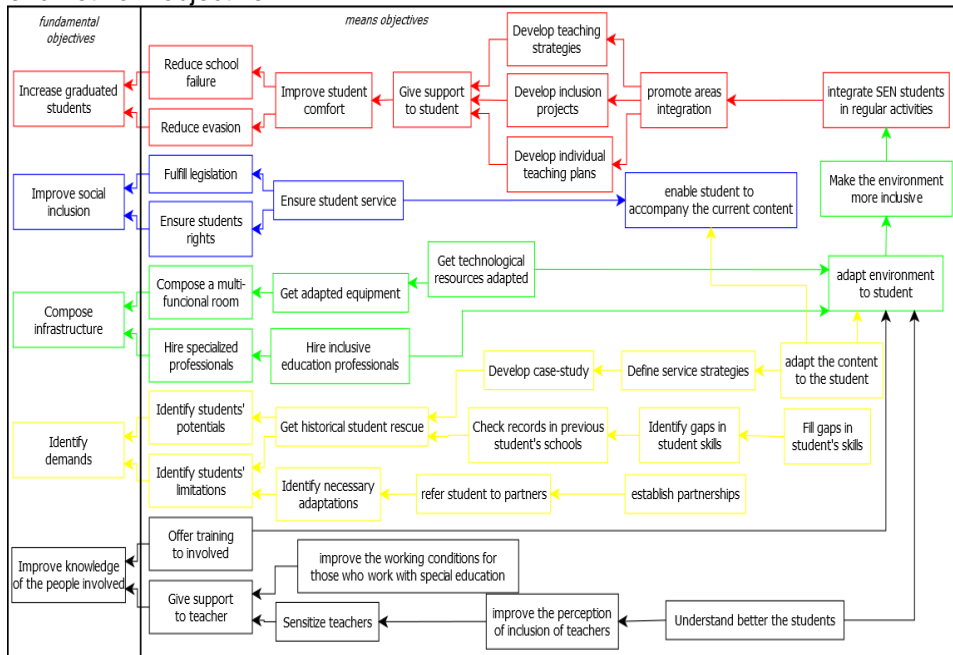 fundamental
objectives
means objectives
Increase graduated
students
Reduce school
failure
Reduce evasion
Improve student
comfort
Give support
to student
Develop teaching
strategies
Develop inclusion
projects
Develop individual
teaching plans
promote areas
integration
integrate SEN students
in regular activities
Improve social
inclusion
Fulfill legislation
Ensure students
rights
Ensure student service
enable student to
accompany the current content
Make the environment
more inclusive
Compose
infrastructure
Compose a multi-
funcional room
Get adapted equipment
Get technological
resources adapted
adapt environment
to student
Hire specialized
professionals
Hire inclusive
education professionals
Identify
demands
Identify students'
potentials
Identify students'
limitations
Get historical student rescue
Develop case-study
Define service strategies
adapt the content
to the student
Check records in previous
student's schools
Identify gaps in
student skills
Fill gaps in
student's skills
Identify necessary
adaptations
refer student to partners
establish partnerships
Improve knowledge
of the people involved
Offer training
to involved
Give support
to teacher
improve the working conditions for
those who work with special education
Sensitize teachers
improve the perception
of inclusion of teachers
Understand better the students